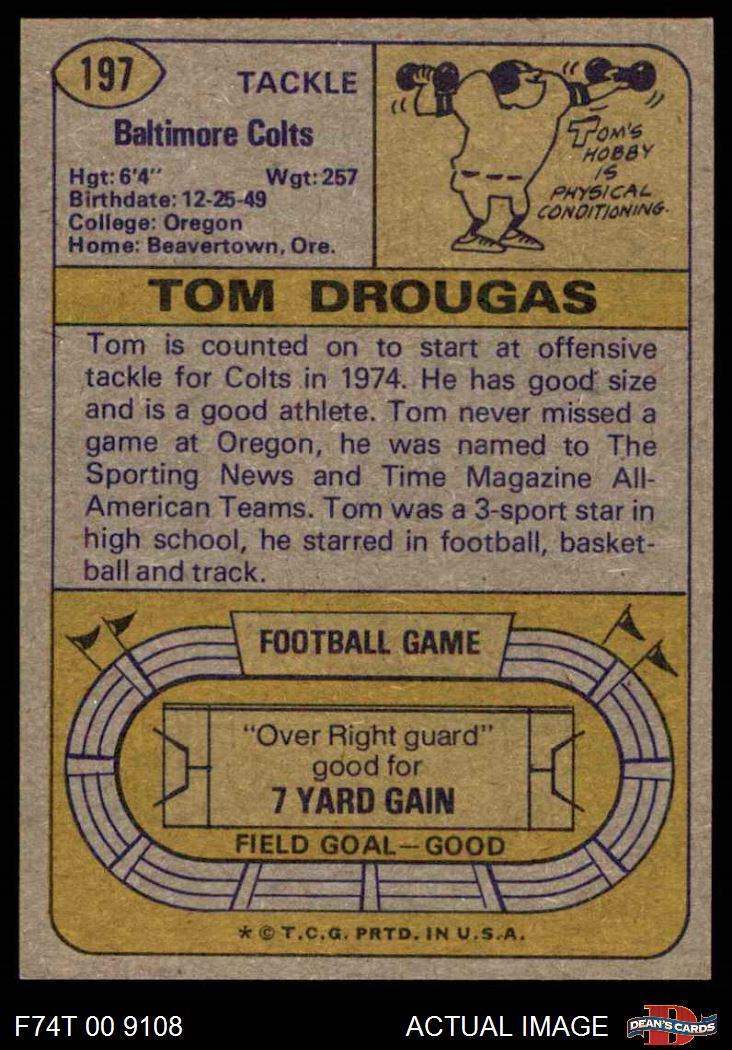 197
TACKLE
Baltimore Colts
Hgt: 6'4" Wgt: 257
Birthdate: 12-25-49
College: Oregon
Home: Beavertown, Ore.
TOM'S
HOBBY
IS
PHYSICAL
CONDITIONING.
TOM DROUGAS
Tom is counted on to start at offensive
tackle for Colts in 1974. He has good size
and is a good athlete. Tom never missed a
game at Oregon, he was named to The
Sporting News and Time Magazine All-
American Teams. Tom was a 3-sport star in
high school, he starred in football, basket-
ball and track.
FOOTBALL GAME
"Over Right guard"
good for
7 YARD GAIN
FIELD GOAL—GOOD
* © T.C.G. PRTD. IN U.S.A.
F74T 00 9108 ACTUAL IMAGE
D
DEAN'S CARDS